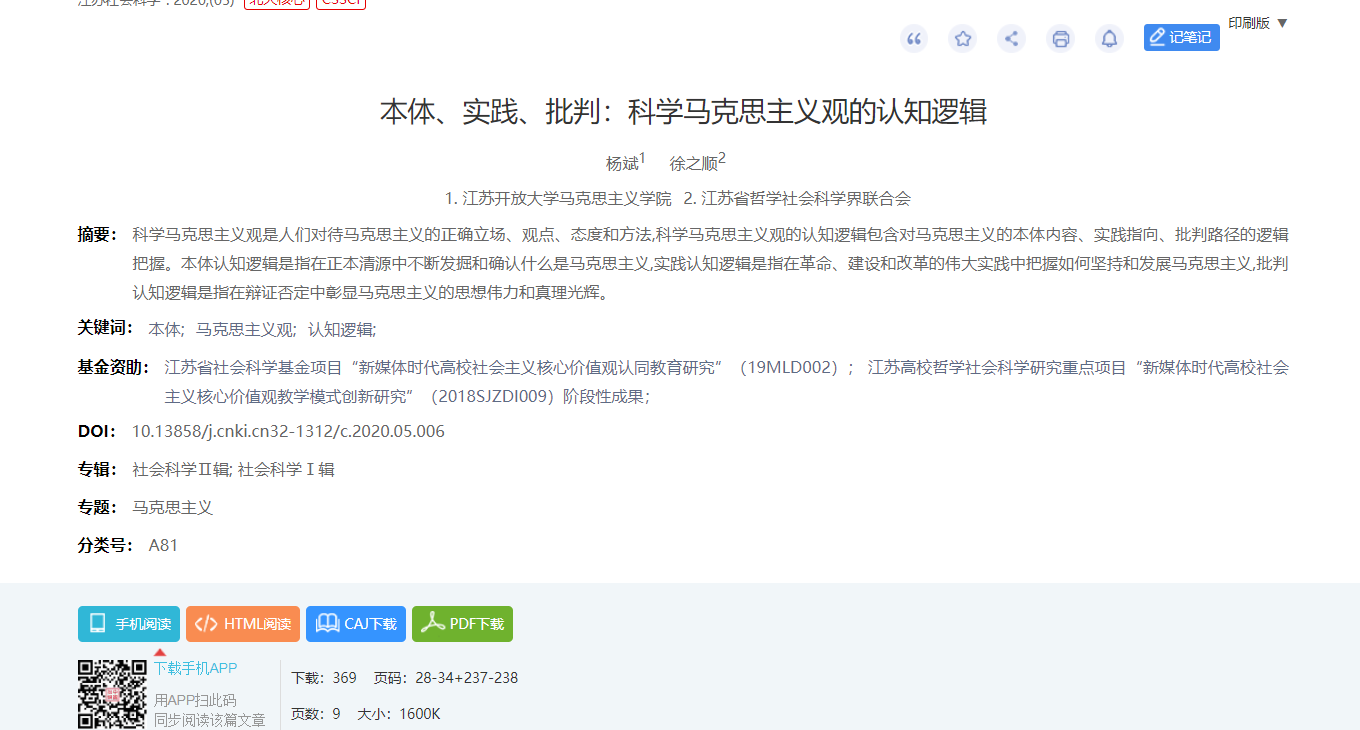 江苏社会科学 . 2020,(05) 北大核心 CSSCI
印刷版 ▼
记笔记
本体、实践、批判：科学马克思主义观的认知逻辑
杨斌1 徐之顺2
1. 江苏开放大学马克思主义学院 2. 江苏省哲学社会科学界联合会
摘要： 科学马克思主义观是人们对待马克思主义的正确立场、观点、态度和方法,科学马克思主义观的认知逻辑包含对马克思主义的本体内容、实践指向、批判路径的逻辑
把握。本体认知逻辑是指在正本清源中不断发掘和确认什么是马克思主义,实践认知逻辑是指在革命、建设和改革的伟大实践中把握如何坚持和发展马克思主义,批判
认知逻辑是指在辩证否定中彰显马克思主义的思想伟力和真理光辉。
关键词： 本体; 马克思主义观; 认知逻辑;
基金资助： 江苏省社会科学基金项目“新媒体时代高校社会主义核心价值观认同教育研究”（19MLD002）; 江苏高校哲学社会科学研究重点项目“新媒体时代高校社会
主义核心价值观教学模式创新研究”（2018SJZDI009）阶段性成果;
DOI： 10.13858/j.cnki.cn32-1312/c.2020.05.006
专辑： 社会科学Ⅱ辑; 社会科学Ⅰ辑
专题： 马克思主义
分类号： A81
手机阅读 HTML阅读 CAJ下载 PDF下载
下载手机APP
用APP扫此码
同步阅读该篇文章
下载：369 页码：28-34+237-238
页数：9 大小：1600K